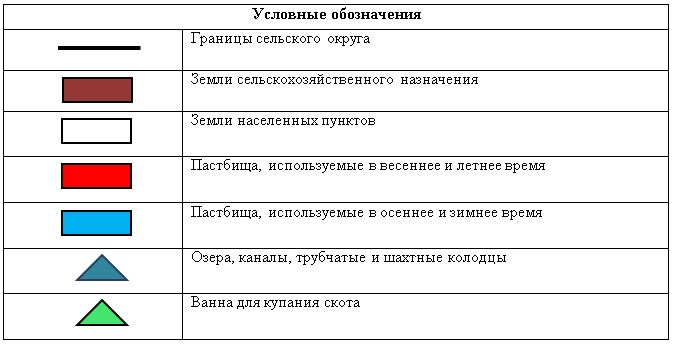 Условные обозначения
Границы сельского округа
Земли сельскохозяйственного назначения
Земли населенных пунктов
Пастбища, используемые в весеннее и летнее время
Пастбища, используемые в осеннее и зимнее время
Озера, каналы, трубчатые и шахтные колодцы
Ванна для купания скота